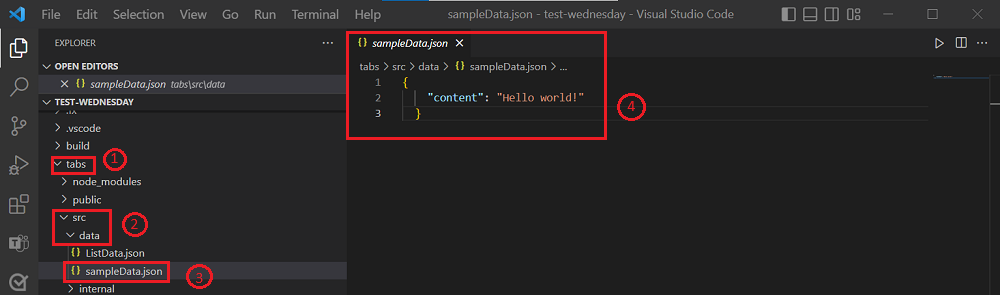 File Edit Selection View Go Run Terminal Help sampleData.json - test-wednesday - Visual Studio Code
EXPLORER ...
OPEN EDITORS
sampleData.json tabs\src\data
TEST-WEDNESDAY
.vscode
build
tabs 1
node_modules
public
src
data 2
ListData.json
sampleData.json 3
internal
{} sampleData.json
tabs > src > data > {} sampleData.json > ...
1 {
2 "content": "Hello world!"
3 }
4